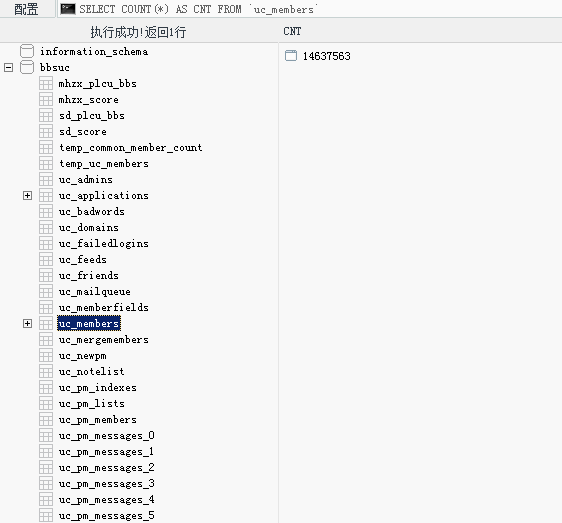 配置
SELECT COUNT(*) AS CNT FROM `uc_members`
执行成功!返回1行
CNT
information_schema
14637563
bbsuc
mhzx_plcu_bbs
mhzx_score
sd_plcu_bbs
sd_score
temp_common_member_count
temp_uc_members
uc_admins
uc_applications
uc_badwords
uc_domains
uc_failedlogins
uc_feeds
uc_friends
uc_mailqueue
uc_memberfields
uc_members
uc_mergemembers
uc_newpm
uc_notelist
uc_pm_indexes
uc_pm_lists
uc_pm_members
uc_pm_messages_0
uc_pm_messages_1
uc_pm_messages_2
uc_pm_messages_3
uc_pm_messages_4
uc_pm_messages_5